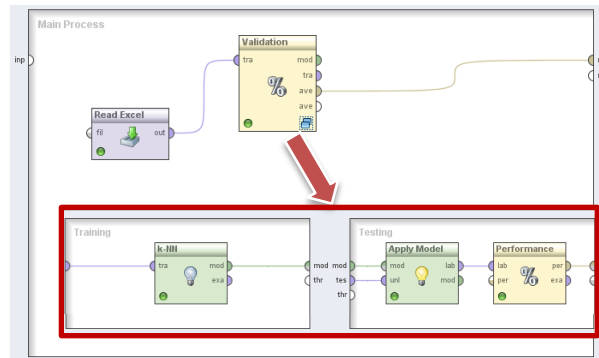 Main Process
Validation
inp
tra mod
tra
ave
ave
Read Excel
fil out
Training
k-NN
tra mod
exa
mod
thr
Testing
mod
tes
thr
Apply Model
mod lab
unl mod
Performance
lab per
per exa